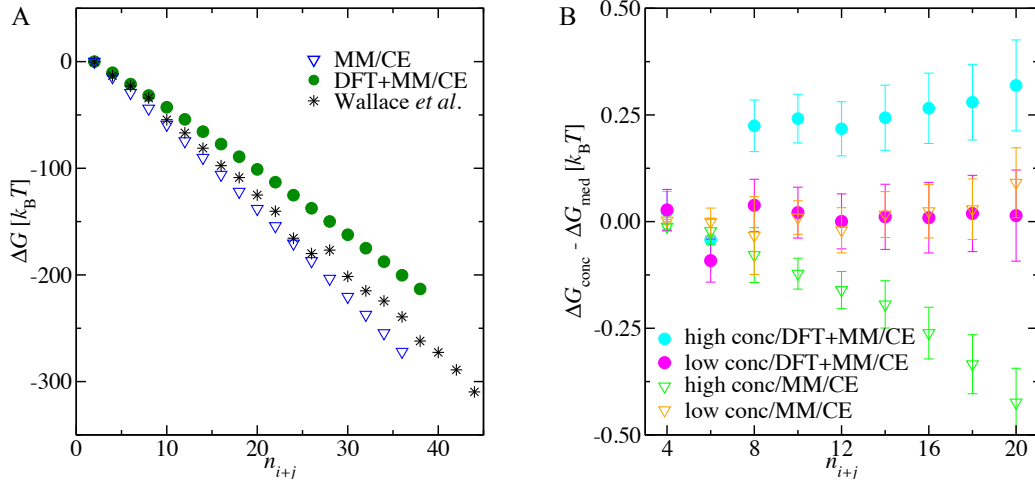 A
MM/CE
DFT+MM/CE
Wallace et al.
0
-100
-200
-300
ΔG [k_BT]
0 10 20 30 40
n_{i+j}
B
0.50
0.25
0.00
-0.25
-0.50
ΔG_conc - ΔG_med [k_BT]
high conc/DFT+MM/CE
low conc/DFT+MM/CE
high conc/MM/CE
low conc/MM/CE
4 8 12 16 20
n_{i+j}